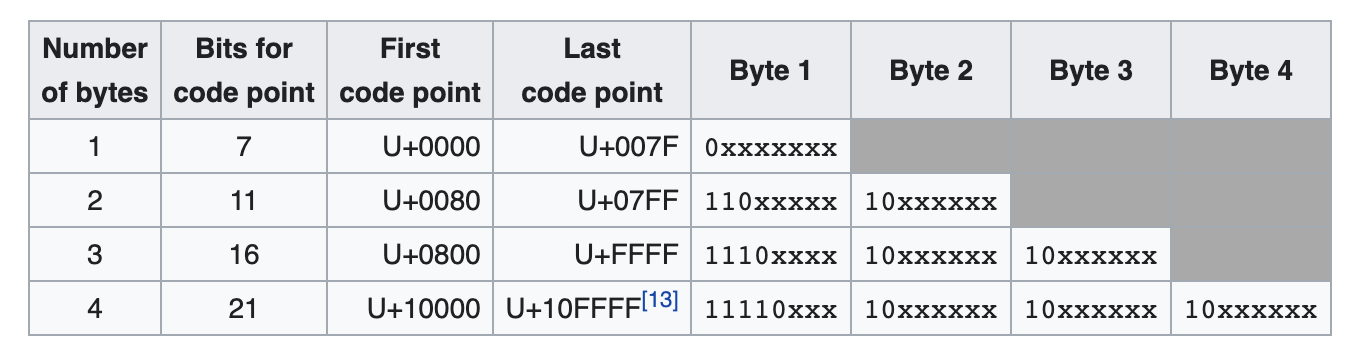 Number of bytes Bits for code point First code point Last code point Byte 1 Byte 2 Byte 3 Byte 4
1 7 U+0000 U+007F 0xxxxxxx
2 11 U+0080 U+07FF 110xxxxx 10xxxxxx
3 16 U+0800 U+FFFF 1110xxxx 10xxxxxx 10xxxxxx
4 21 U+10000 U+10FFFF[13] 11110xxx 10xxxxxx 10xxxxxx 10xxxxxx